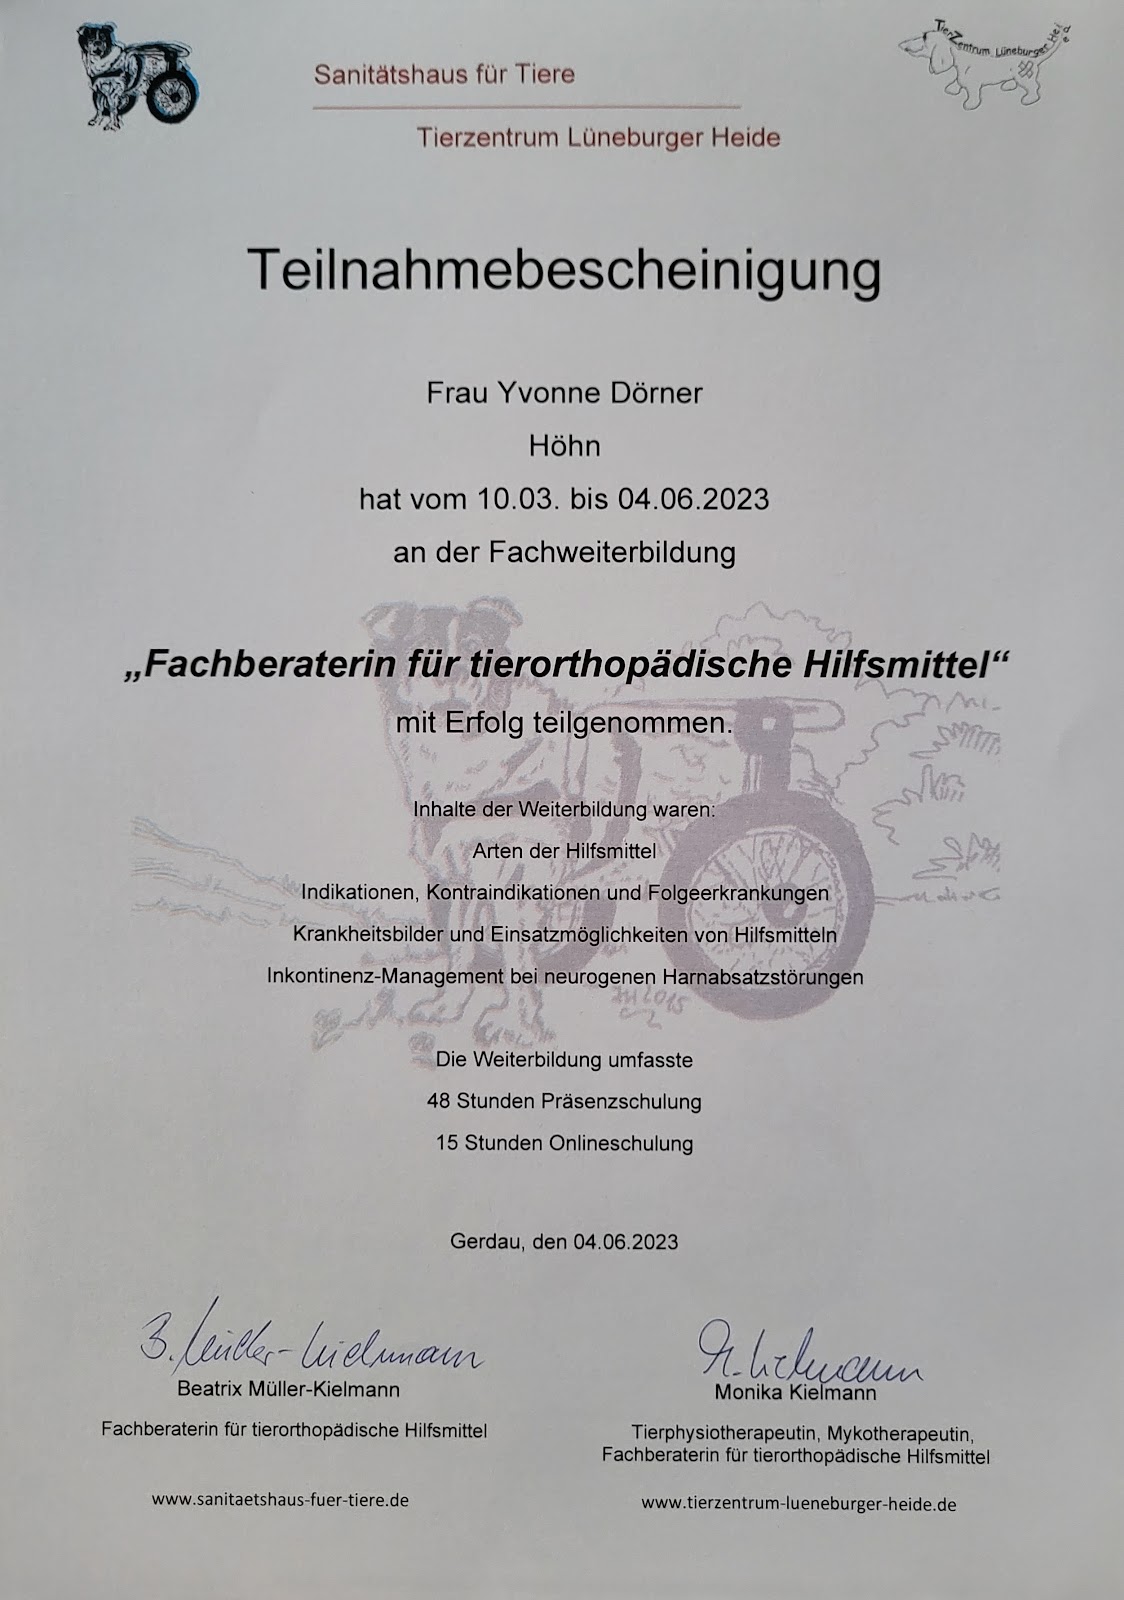 TierZentrum Lüneburger Heide
Sanitätshaus für Tiere
Tierzentrum Lüneburger Heide
Teilnahmebescheinigung
Frau Yvonne Dörner
Höhn
hat vom 10.03. bis 04.06.2023
an der Fachweiterbildung
„Fachberaterin für tierorthopädische Hilfsmittel“
mit Erfolg teilgenommen.
Inhalte der Weiterbildung waren:
Arten der Hilfsmittel
Indikationen, Kontraindikationen und Folgeerkrankungen
Krankheitsbilder und Einsatzmöglichkeiten von Hilfsmitteln
Inkontinenz-Management bei neurogenen Harnabsatzstörungen
Die Weiterbildung umfasste
48 Stunden Präsenzschulung
15 Stunden Onlineschulung
Gerdau, den 04.06.2023
B. Müller-Kielmann
M. Kielmann
Beatrix Müller-Kielmann
Monika Kielmann
Fachberaterin für tierorthopädische Hilfsmittel
Tierphysiotherapeutin, Mykotherapeutin,
Fachberaterin für tierorthopädische Hilfsmittel
www.sanitaetshaus-fuer-tiere.de
www.tierzentrum-lueneburger-heide.de